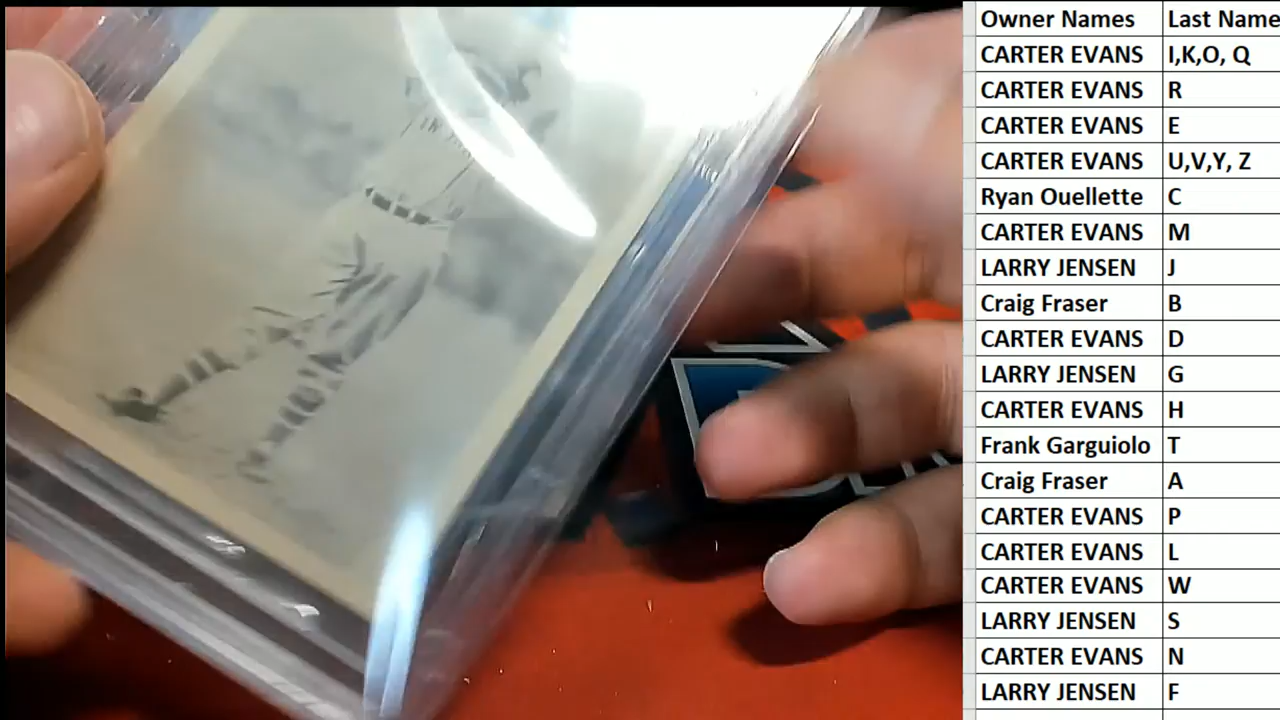 Owner Names Last Name
CARTER EVANS I,K,O, Q
CARTER EVANS R
CARTER EVANS E
CARTER EVANS U,V,Y, Z
Ryan Ouellette C
CARTER EVANS M
LARRY JENSEN J
Craig Fraser B
CARTER EVANS D
LARRY JENSEN G
CARTER EVANS H
Frank Garguiolo T
Craig Fraser A
CARTER EVANS P
CARTER EVANS L
CARTER EVANS W
LARRY JENSEN S
CARTER EVANS N
LARRY JENSEN F